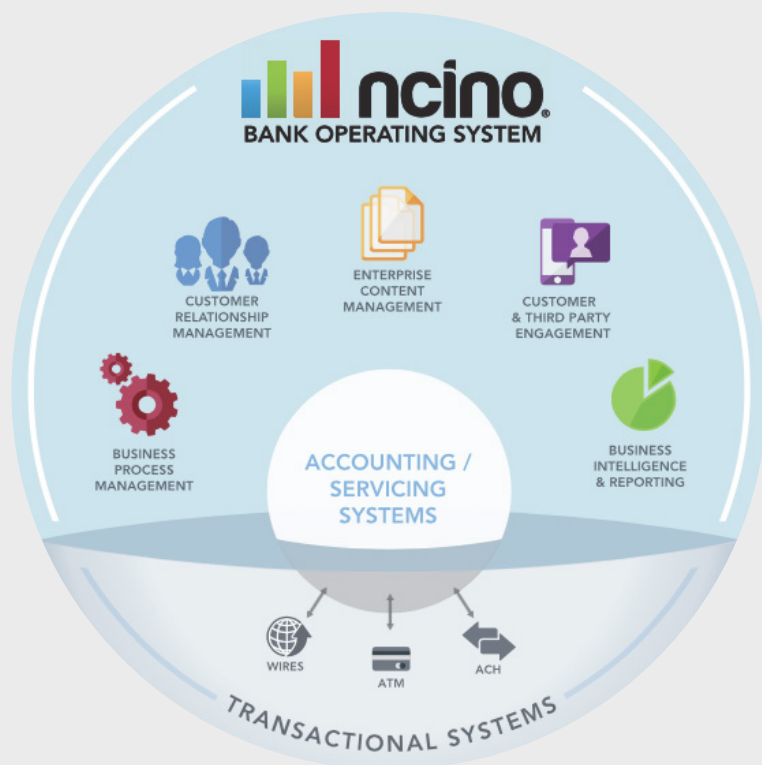 ncino®
BANK OPERATING SYSTEM
ENTERPRISE
CONTENT
MANAGEMENT
CUSTOMER
RELATIONSHIP
MANAGEMENT
CUSTOMER
& THIRD PARTY
ENGAGEMENT
BUSINESS
PROCESS
MANAGEMENT
BUSINESS
INTELLIGENCE
& REPORTING
ACCOUNTING /
SERVICING
SYSTEMS
WIRES
ATM
ACH
TRANSACTIONAL SYSTEMS